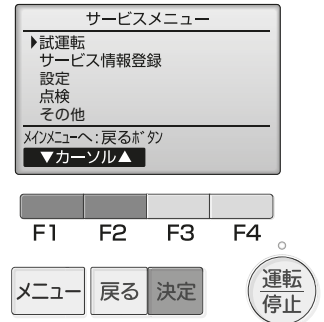 サービスメニュー
▶試運転
サービス情報登録
設定
点検
その他
ﾒｲﾝﾒﾆｭｰへ:戻るﾎﾞﾀﾝ
▼カーソル▲
F1 F2 F3 F4
メニュー 戻る 決定
運転
停止